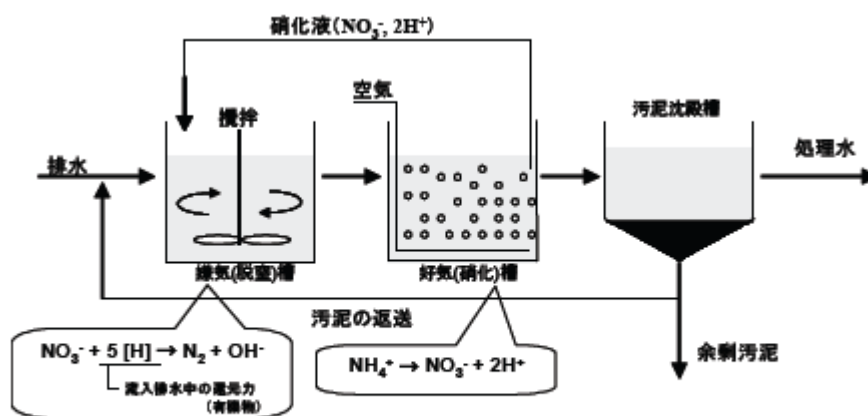 硝化液(NO₃⁻, 2H⁺)
空気
攪拌
汚泥沈殿槽
排水
処理水
嫌気(脱窒)槽
好気(硝化)槽
汚泥の返送
NO₃⁻ + 5 [H] → N₂ + OH⁻
流入排水中の還元力
(有機物)
NH₄⁺ → NO₃⁻ + 2H⁺
余剰汚泥